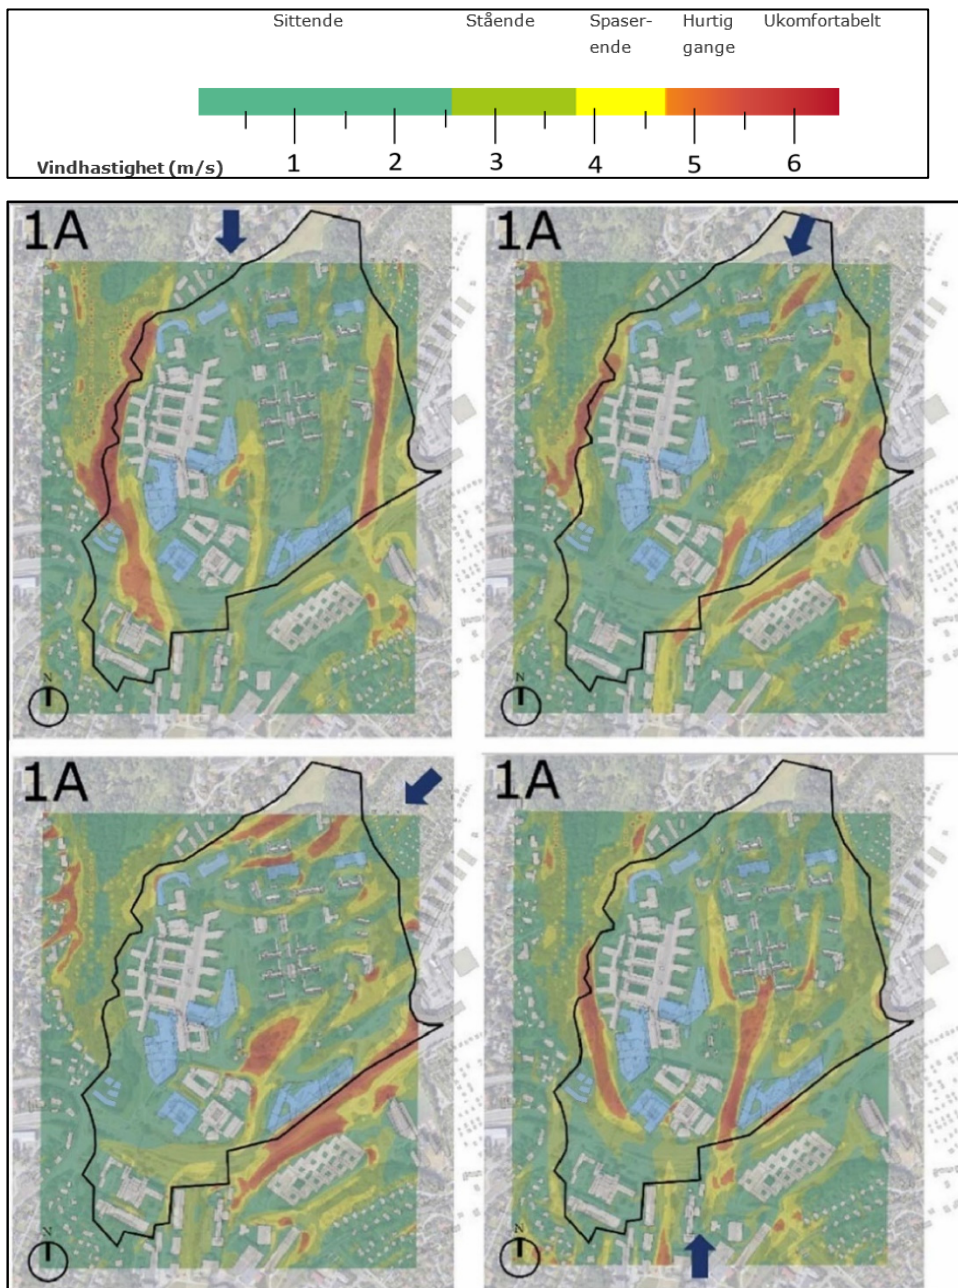 Sittende Stående Spaser- Hurtig Ukomfortabelt
ende gange
Vindhastighet (m/s) 1 2 3 4 5 6
1A 1A
N N
1A 1A
N N